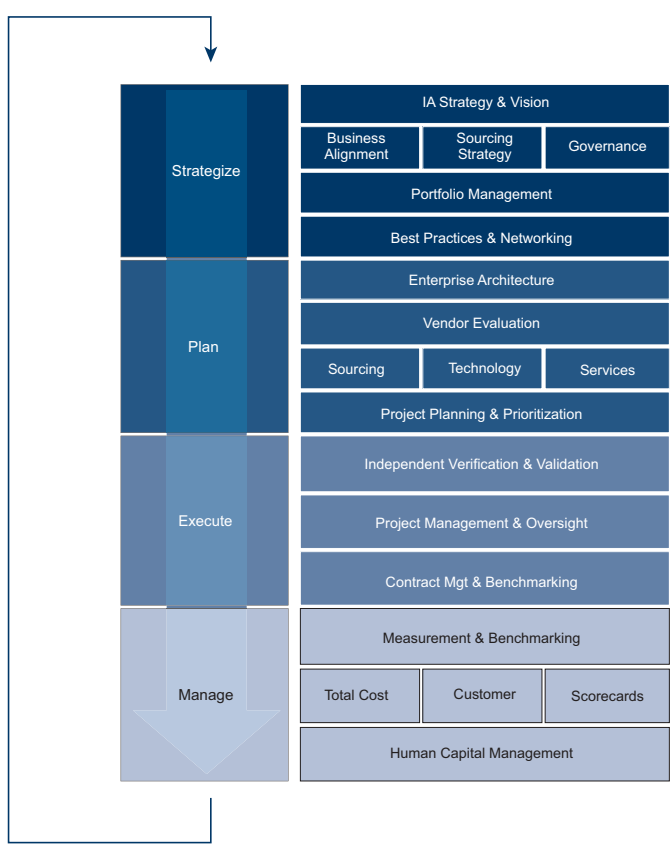 Strategize
IA Strategy & Vision
Business
Alignment
Sourcing
Strategy
Governance
Portfolio Management
Best Practices & Networking
Plan
Enterprise Architecture
Vendor Evaluation
Sourcing
Technology
Services
Project Planning & Prioritization
Execute
Independent Verification & Validation
Project Management & Oversight
Contract Mgt & Benchmarking
Manage
Measurement & Benchmarking
Total Cost
Customer
Scorecards
Human Capital Management